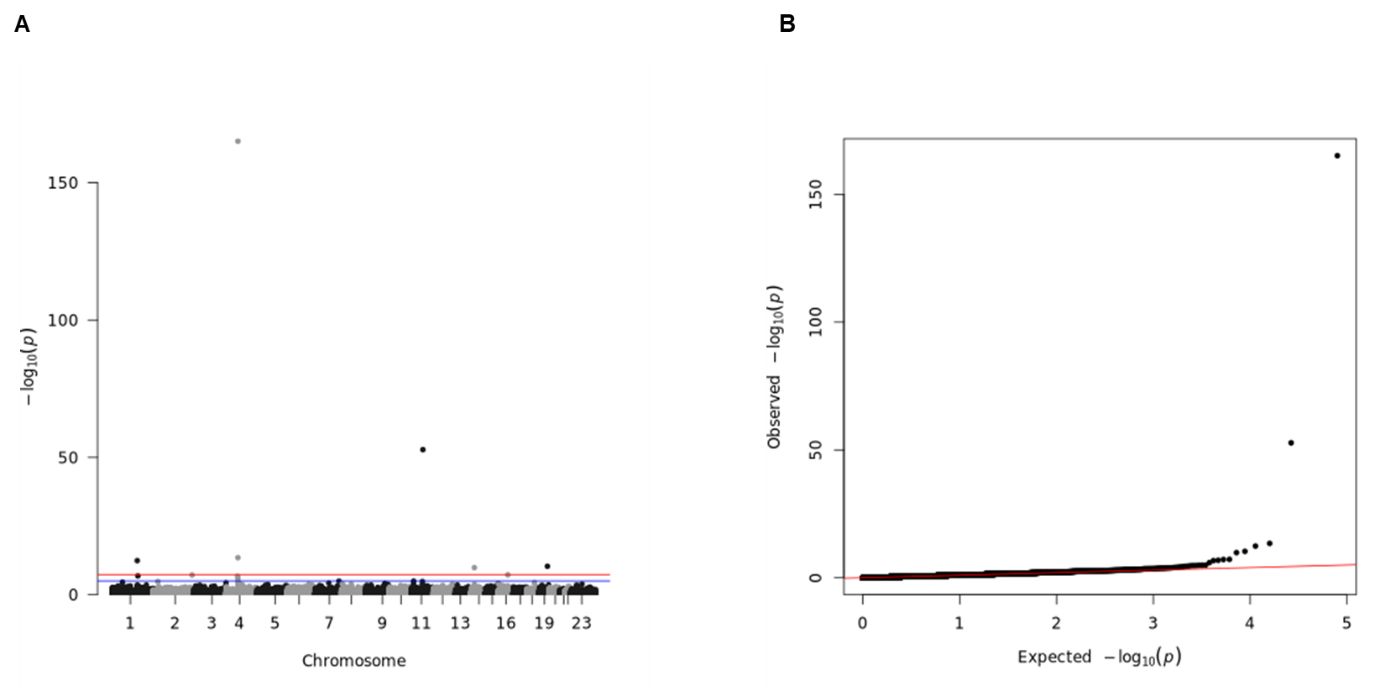 A
B
150
100
50
0
−log₁₀(p)
1 2 3 4 5 7 9 11 13 16 19 23
Chromosome
150
100
50
0
Observed −log₁₀(p)
0 1 2 3 4 5
Expected −log₁₀(p)